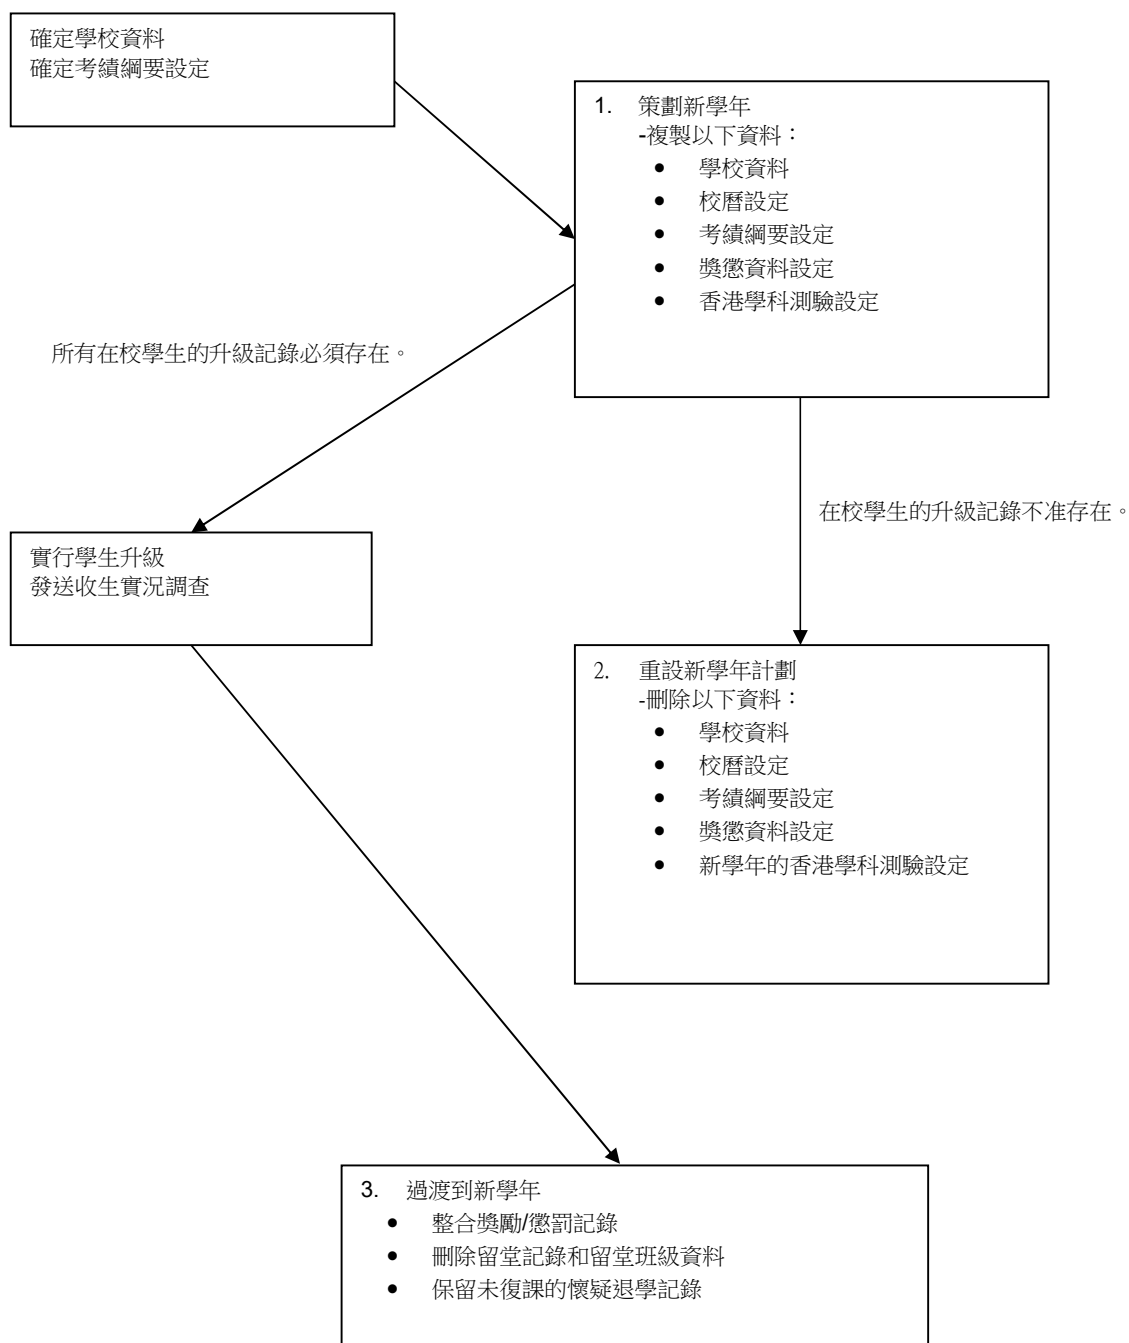 確定學校資料
確定考績綱要設定
1. 策劃新學年
-複製以下資料：
• 學校資料
• 校曆設定
• 考績綱要設定
• 獎懲資料設定
• 香港學科測驗設定
所有在校學生的升級記錄必須存在。
在校學生的升級記錄不准存在。
實行學生升級
發送收生實況調查
2. 重設新學年計劃
-刪除以下資料：
• 學校資料
• 校曆設定
• 考績綱要設定
• 獎懲資料設定
• 新學年的香港學科測驗設定
3. 過渡到新學年
• 整合獎勵/懲罰記錄
• 刪除留堂記錄和留堂班級資料
• 保留未復課的懷疑退學記錄